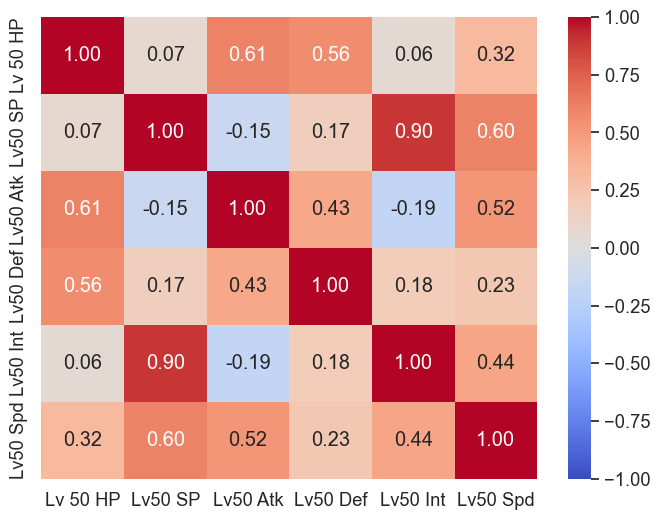 Lv 50 HP
1.00 0.07 0.61 0.56 0.06 0.32
Lv50 SP
0.07 1.00 -0.15 0.17 0.90 0.60
Lv50 Atk
0.61 -0.15 1.00 0.43 -0.19 0.52
Lv50 Def
0.56 0.17 0.43 1.00 0.18 0.23
Lv50 Int
0.06 0.90 -0.19 0.18 1.00 0.44
Lv50 Spd
0.32 0.60 0.52 0.23 0.44 1.00
Lv 50 HP Lv50 SP Lv50 Atk Lv50 Def Lv50 Int Lv50 Spd
1.00
0.75
0.50
0.25
0.00
−0.25
−0.50
−0.75
−1.00